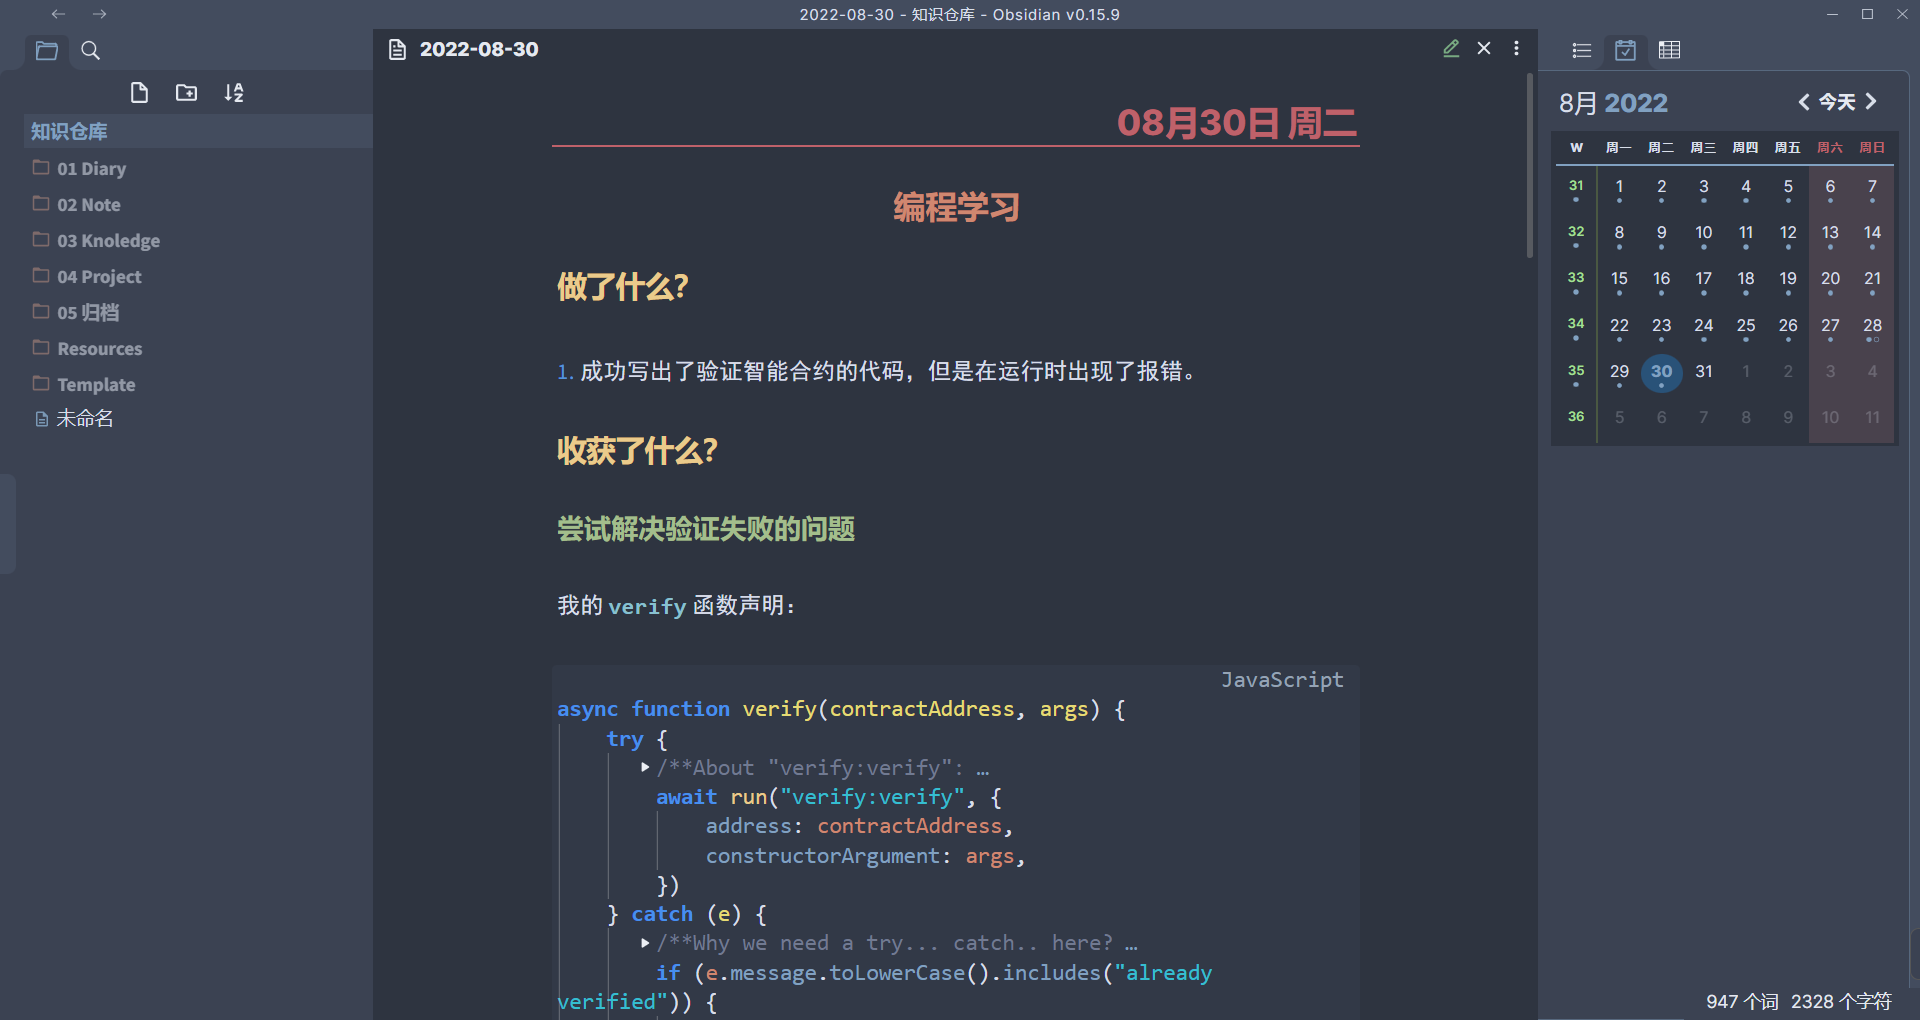 2022-08-30 - 知识仓库 - Obsidian v0.15.9
知识仓库
01 Diary
02 Note
03 Knoledge
04 Project
05 归档
Resources
Template
未命名
2022-08-30
08月30日 周二
编程学习
做了什么？
1. 成功写出了验证智能合约的代码，但是在运行时出现了报错。
收获了什么？
尝试解决验证失败的问题
我的 verify 函数声明：
JavaScript
async function verify(contractAddress, args) {
try {
/**About "verify:verify": …
await run("verify:verify", {
address: contractAddress,
constructorArgument: args,
})
} catch (e) {
/**Why we need a try... catch.. here? …
if (e.message.toLowerCase().includes("already
verified")) {
8月 2022 今天
W 周一 周二 周三 周四 周五 周六 周日
31 1 2 3 4 5 6 7
32 8 9 10 11 12 13 14
33 15 16 17 18 19 20 21
34 22 23 24 25 26 27 28
35 29 30 31 1 2 3 4
36 5 6 7 8 9 10 11
947 个词 2328 个字符